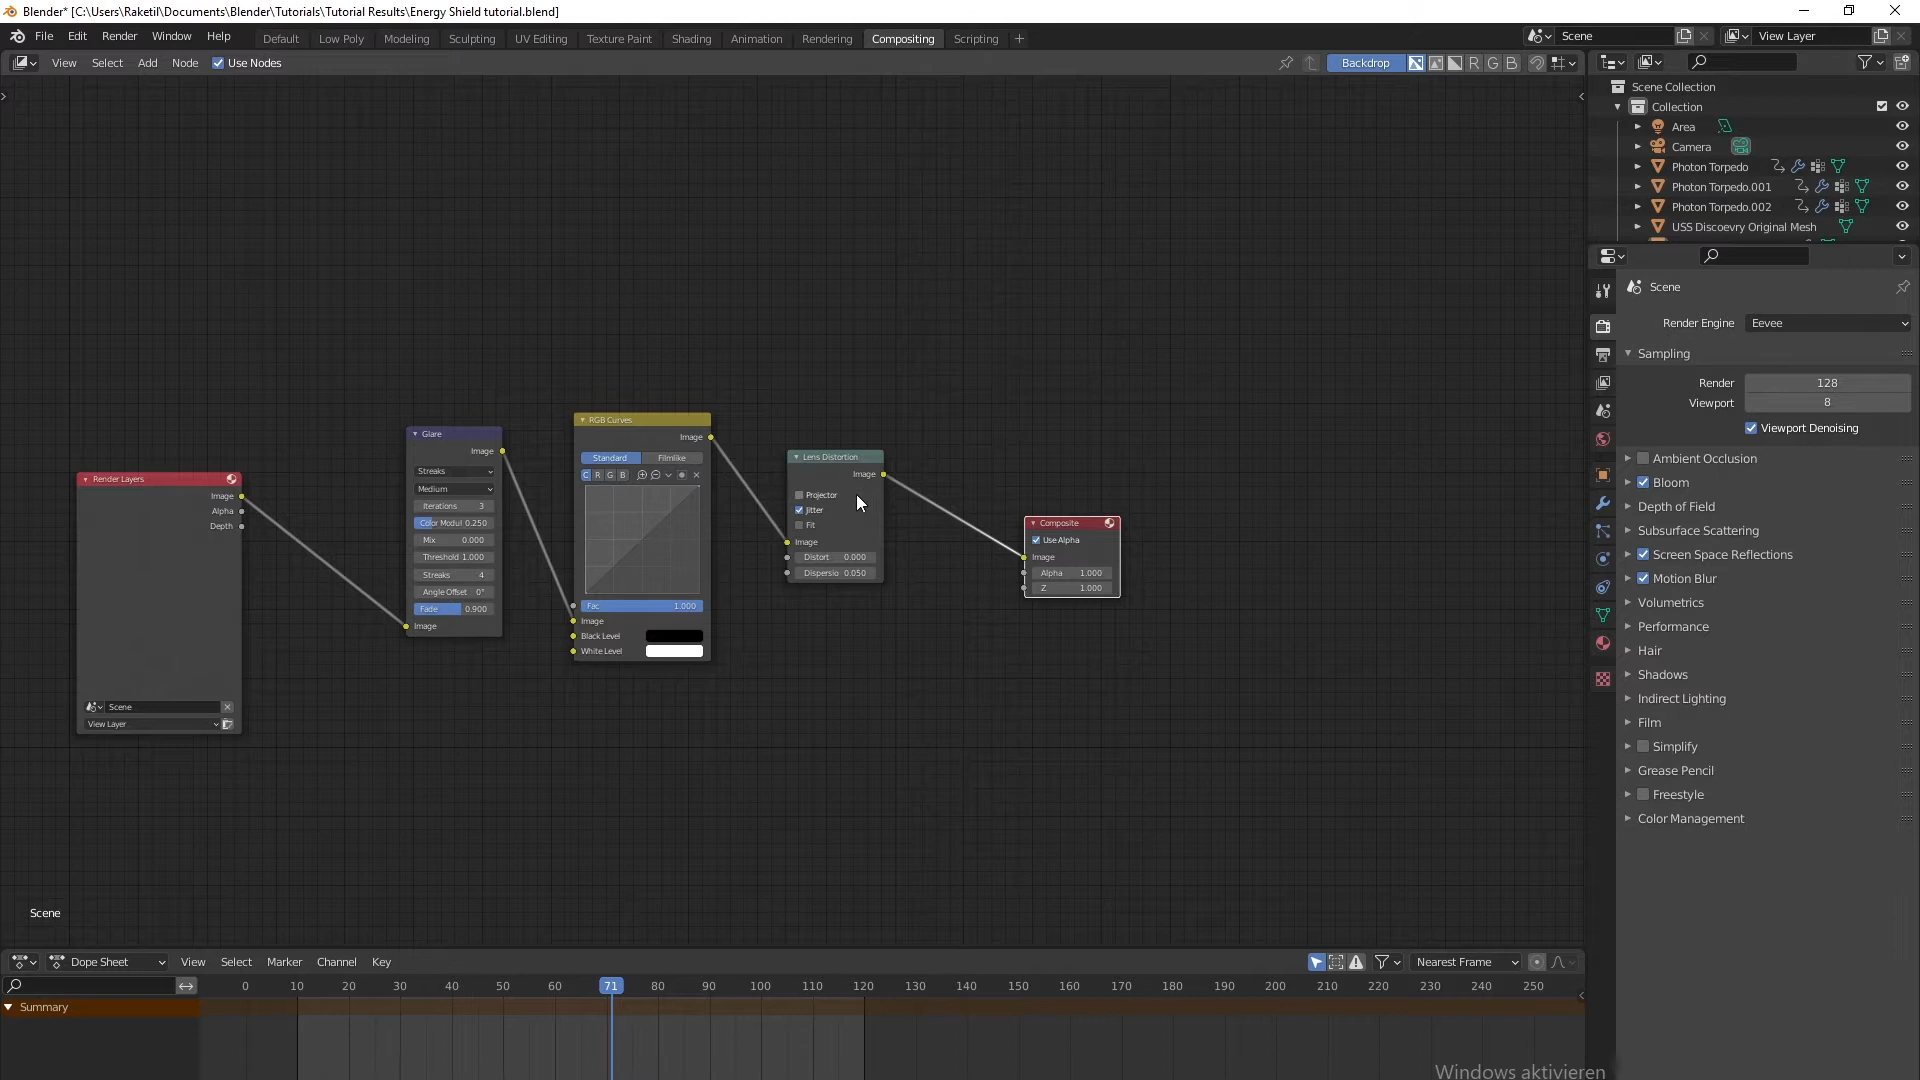 Blender* [C:\Users\Raketil\Documents\Blender\Tutorials\Tutorial Results\Energy Shield tutorial.blend]
File Edit Render Window Help Default Low Poly Modeling Sculpting UV Editing Texture Paint Shading Animation Rendering Compositing Scripting + Scene View Layer
View Select Add Node Use Nodes Backdrop R G B
Scene Collection
Collection
Area
Camera
Photon Torpedo
Photon Torpedo.001
Photon Torpedo.002
USS Discoevry Original Mesh
Scene
Render Engine Eevee
Sampling
Render 128
Viewport 8
Viewport Denoising
Ambient Occlusion
Bloom
Depth of Field
Subsurface Scattering
Screen Space Reflections
Motion Blur
Volumetrics
Performance
Hair
Shadows
Indirect Lighting
Film
Simplify
Grease Pencil
Freestyle
Color Management
Render Layers
Image
Alpha
Depth
Scene
View Layer
Glare
Image
Streaks
Medium
Iterations 3
Color Modul 0.250
Mix 0.000
Threshold 1.000
Streaks 4
Angle Offset 0°
Fade 0.900
Image
RGB Curves
Image
Standard Filmlike
C R G B
Fac 1.000
Image
Black Level
White Level
Lens Distortion
Image
Projector
Jitter
Fit
Image
Distort 0.000
Dispersio 0.050
Composite
Use Alpha
Image
Alpha 1.000
Z 1.000
Scene
Dope Sheet View Select Marker Channel Key Nearest Frame
0 10 20 30 40 50 60 71 80 90 100 110 120 130 140 150 160 170 180 190 200 210 220 230 240 250
Summary
Windows aktivieren